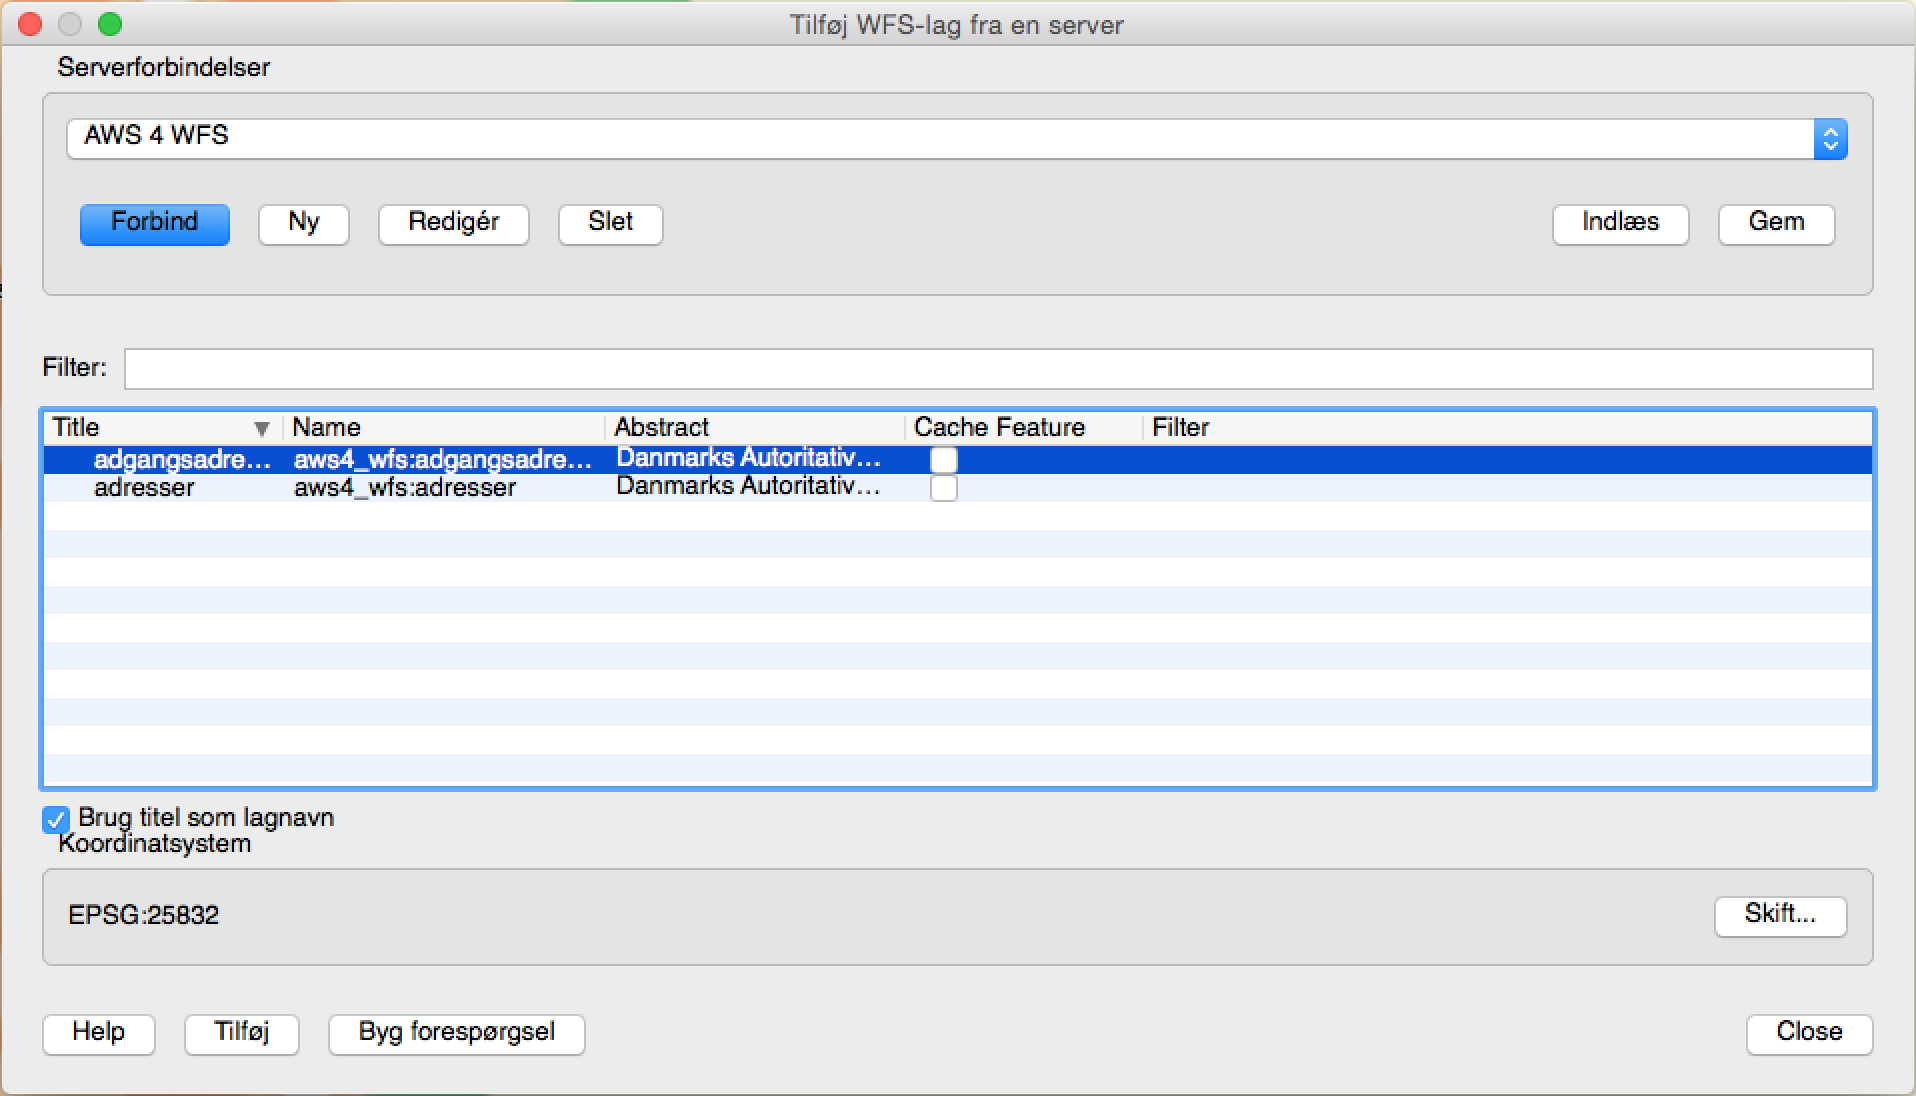 Tilføj WFS-lag fra en server
Serverforbindelser
AWS 4 WFS
Forbind Ny Redigér Slet Indlæs Gem
Filter:
Title Name Abstract Cache Feature Filter
adgangsadre... aws4_wfs:adgangsadre... Danmarks Autoritativ...
adresser aws4_wfs:adresser Danmarks Autoritativ...
Brug titel som lagnavn
Koordinatsystem
EPSG:25832 Skift...
Help Tilføj Byg forespørgsel Close